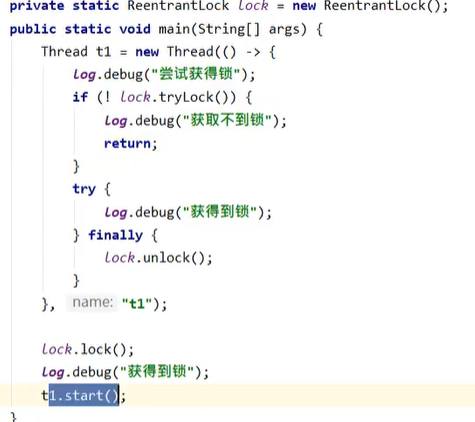 private static ReentrantLock lock = new ReentrantLock();
public static void main(String[] args) {
    Thread t1 = new Thread(() -> {
        Log.debug("尝试获得锁");
        if (! lock.tryLock()) {
            Log.debug("获取不到锁");
            return;
        }
        try {
            Log.debug("获得到锁");
        } finally {
            lock.unlock();
        }
    }, name: "t1");
    lock.lock();
    Log.debug("获得到锁");
    t1.start();
}